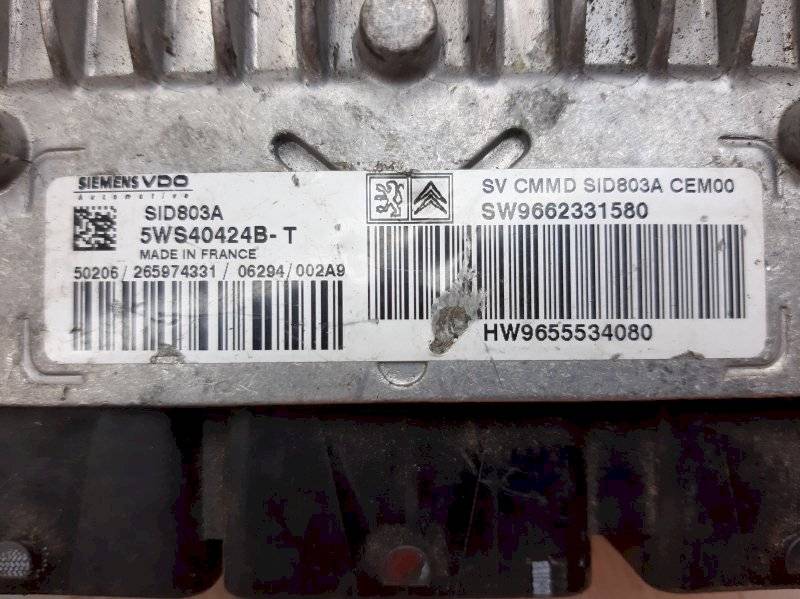 SIEMENS VDO
Automotive
SID803A
5WS40424B-T
MADE IN FRANCE
50206/265974331/06294/002A9
SV CMMD SID803A CEM00
SW9662331580
HW9655534080